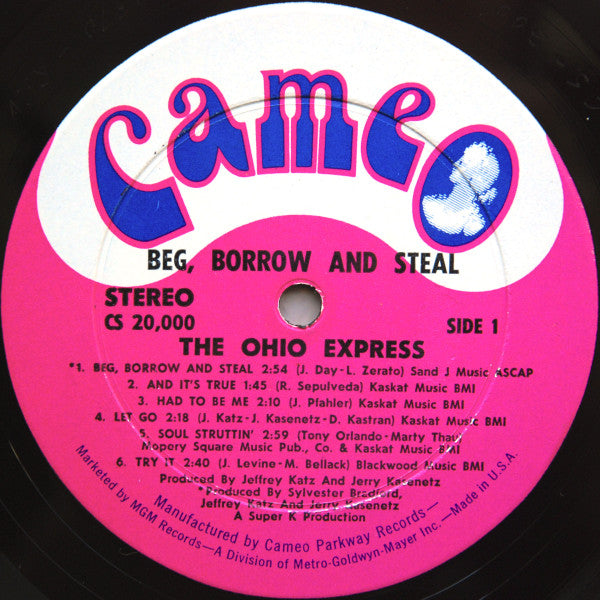 Cameo
BEG, BORROW AND STEAL
STEREO
CS 20,000
SIDE 1
THE OHIO EXPRESS
*1. BEG, BORROW AND STEAL 2:54 (J. Day-L. Zerato) Sand J Music ASCAP
2. AND IT'S TRUE 1:45 (R. Sepulveda) Kaskat Music BMI
3. HAD TO BE ME 2:10 (J. Pfahler) Kaskat Music BMI
4. LET GO 2:18 (J. Katz-J. Kasenetz-D. Kastran) Kaskat Music BMI
5. SOUL STRUTTIN' 2:59 (Tony Orlando-Marty Thau)
Mopory Square Music Pub., Co. & Kaskat Music BMI
6. TRY IT 2:40 (J. Levine-M. Bellack) Blackwood Music BMI
Produced By Jeffrey Katz And Jerry Kasenetz
*Produced By Sylvester Bradford,
Jeffrey Katz And Jerry Kasenetz
A Super K Production
Manufactured by Cameo Parkway Records—
Marketed by MGM Records—A Division of Metro-Goldwyn-Mayer Inc.—Made in U.S.A.